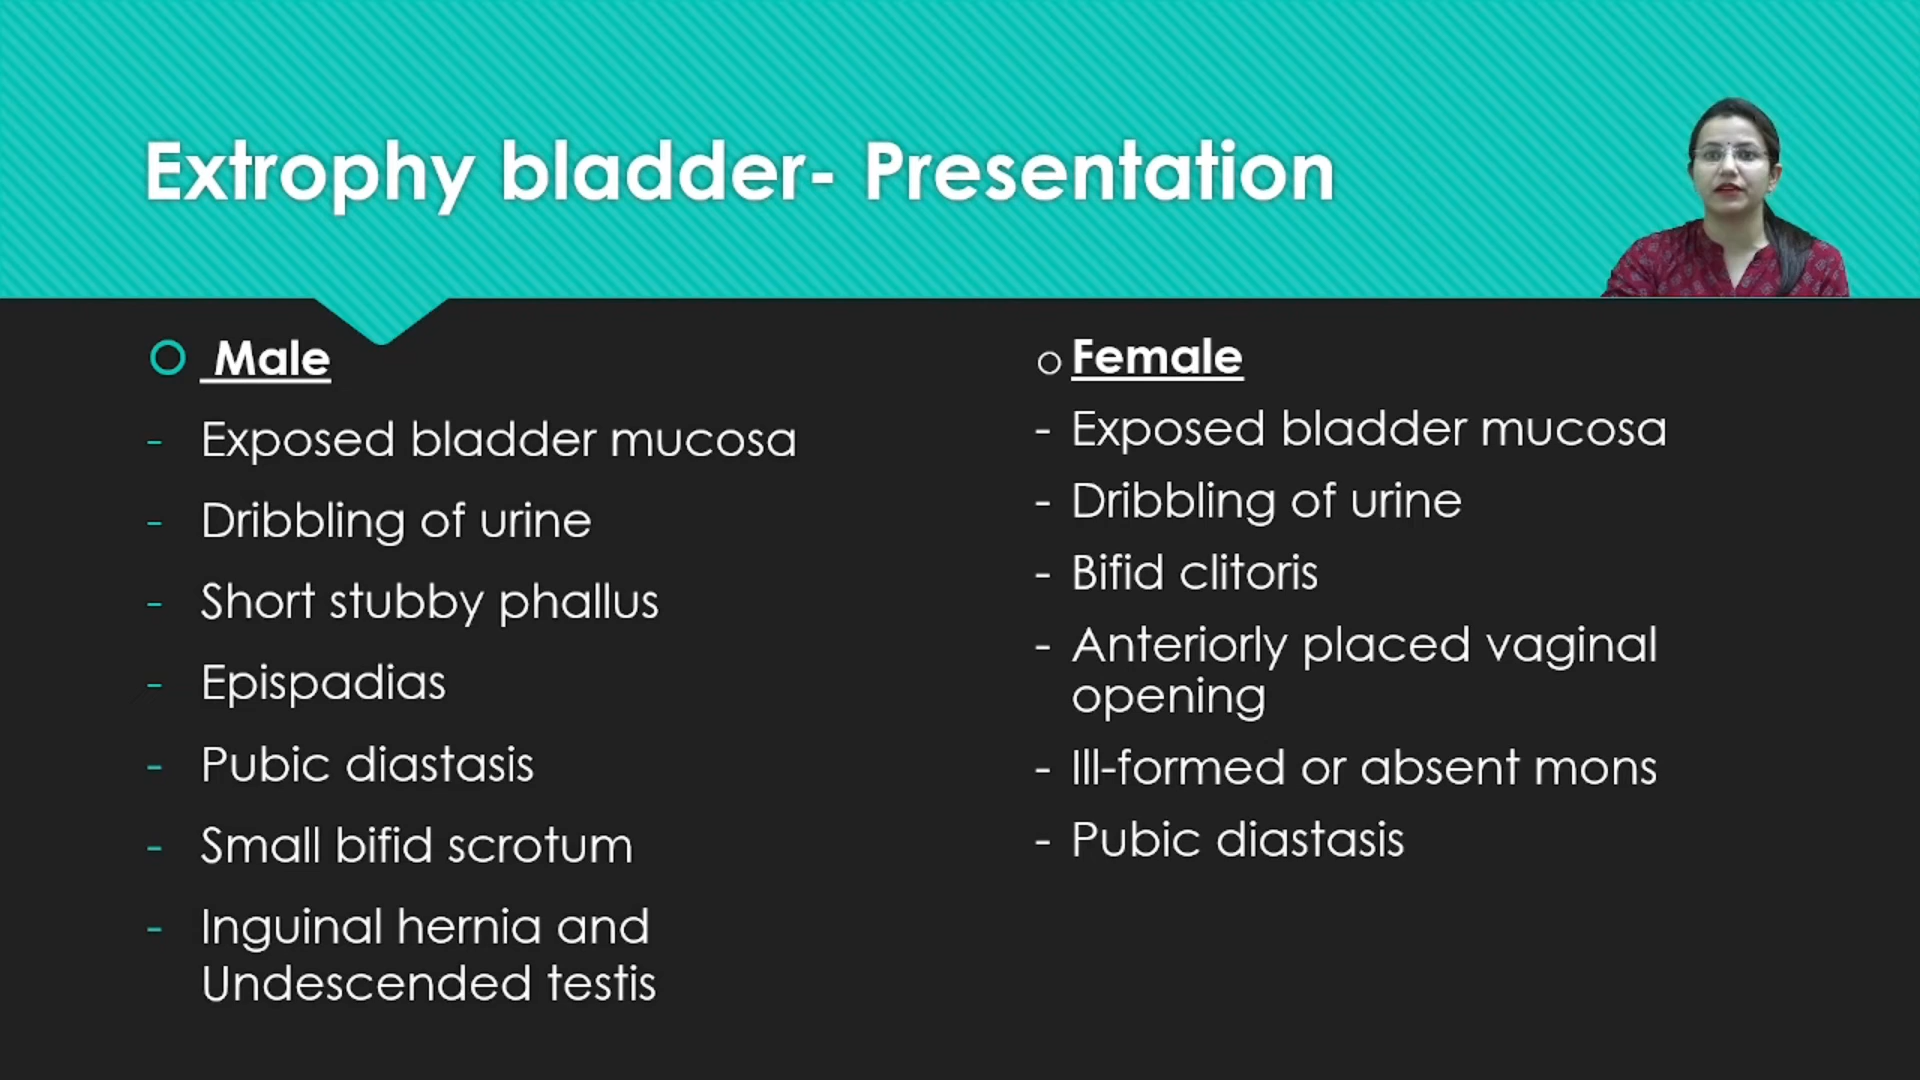 Extrophy bladder- Presentation
Male
- Exposed bladder mucosa
- Dribbling of urine
- Short stubby phallus
- Epispadias
- Pubic diastasis
- Small bifid scrotum
- Inguinal hernia and
Undescended testis
Female
- Exposed bladder mucosa
- Dribbling of urine
- Bifid clitoris
- Anteriorly placed vaginal
opening
- Ill-formed or absent mons
- Pubic diastasis